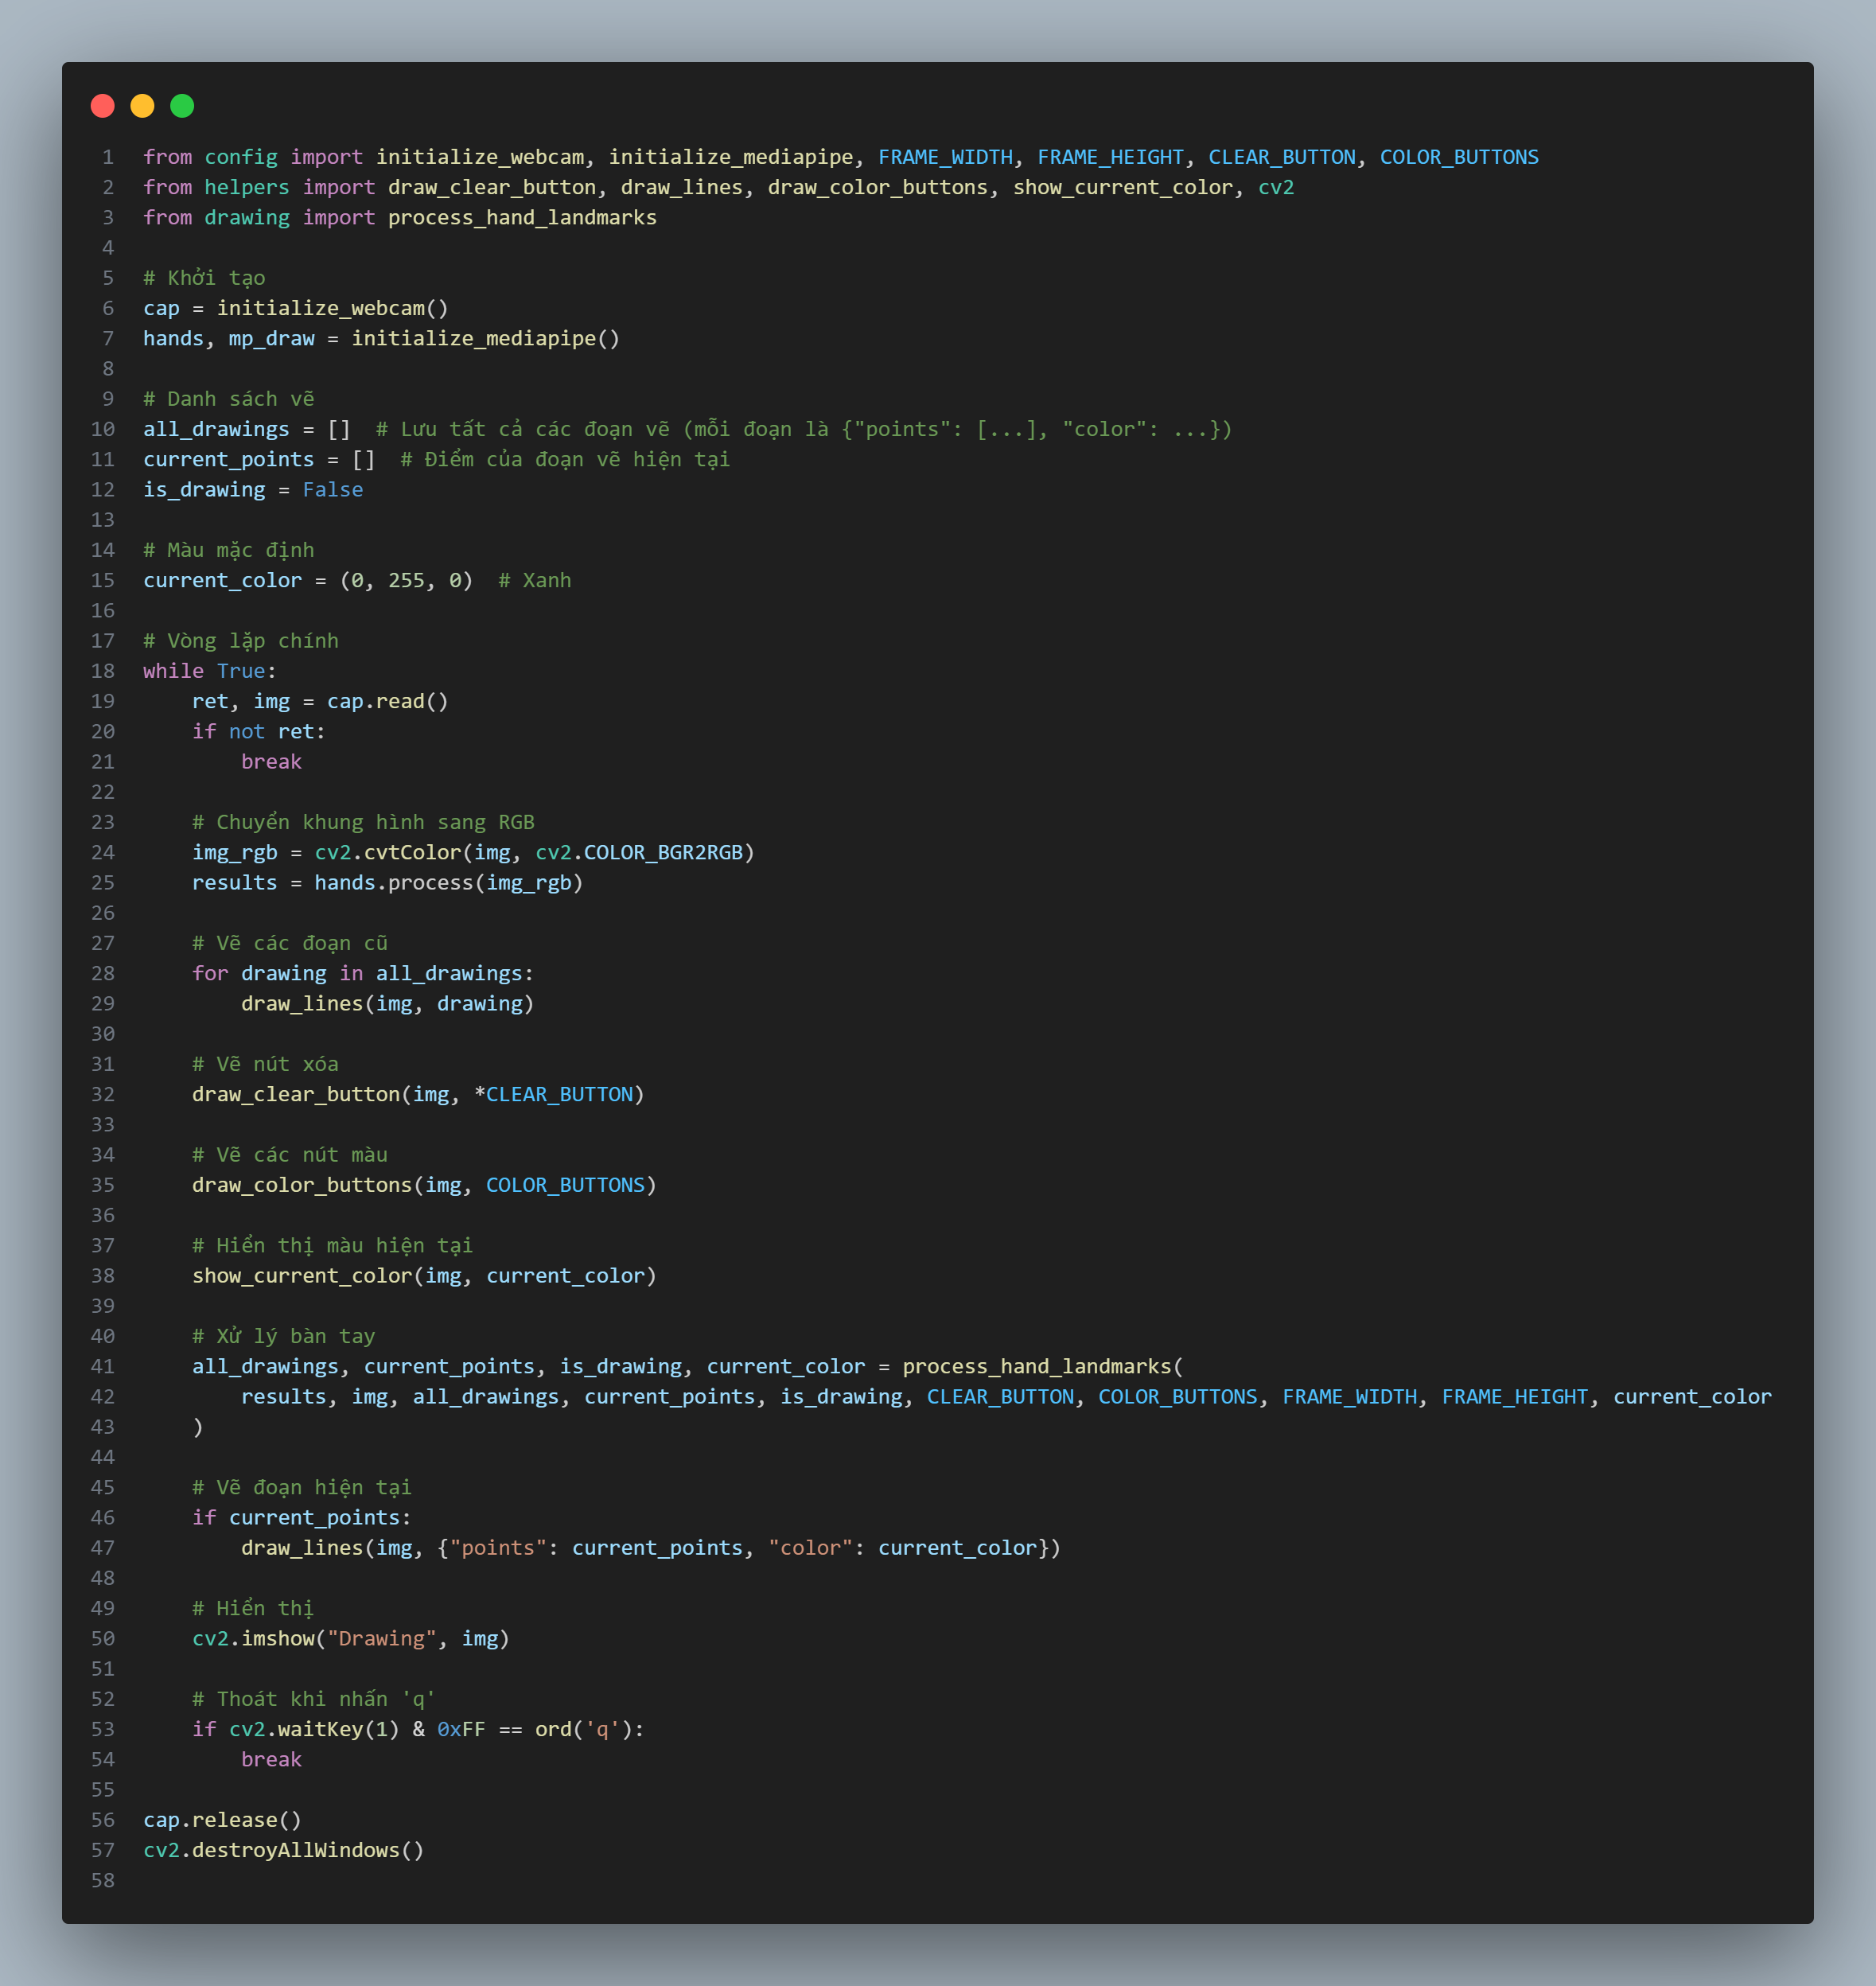 1 from config import initialize_webcam, initialize_mediapipe, FRAME_WIDTH, FRAME_HEIGHT, CLEAR_BUTTON, COLOR_BUTTONS
2 from helpers import draw_clear_button, draw_lines, draw_color_buttons, show_current_color, cv2
3 from drawing import process_hand_landmarks
4
5 # Khởi tạo
6 cap = initialize_webcam()
7 hands, mp_draw = initialize_mediapipe()
8
9 # Danh sách vẽ
10 all_drawings = []  # Lưu tất cả các đoạn vẽ (mỗi đoạn là {"points": [...], "color": ...})
11 current_points = []  # Điểm của đoạn vẽ hiện tại
12 is_drawing = False
13
14 # Màu mặc định
15 current_color = (0, 255, 0)  # Xanh
16
17 # Vòng lặp chính
18 while True:
19     ret, img = cap.read()
20     if not ret:
21         break
22
23     # Chuyển khung hình sang RGB
24     img_rgb = cv2.cvtColor(img, cv2.COLOR_BGR2RGB)
25     results = hands.process(img_rgb)
26
27     # Vẽ các đoạn cũ
28     for drawing in all_drawings:
29         draw_lines(img, drawing)
30
31     # Vẽ nút xóa
32     draw_clear_button(img, *CLEAR_BUTTON)
33
34     # Vẽ các nút màu
35     draw_color_buttons(img, COLOR_BUTTONS)
36
37     # Hiển thị màu hiện tại
38     show_current_color(img, current_color)
39
40     # Xử lý bàn tay
41     all_drawings, current_points, is_drawing, current_color = process_hand_landmarks(
42         results, img, all_drawings, current_points, is_drawing, CLEAR_BUTTON, COLOR_BUTTONS, FRAME_WIDTH, FRAME_HEIGHT, current_color
43     )
44
45     # Vẽ đoạn hiện tại
46     if current_points:
47         draw_lines(img, {"points": current_points, "color": current_color})
48
49     # Hiển thị
50     cv2.imshow("Drawing", img)
51
52     # Thoát khi nhấn 'q'
53     if cv2.waitKey(1) & 0xFF == ord('q'):
54         break
55
56 cap.release()
57 cv2.destroyAllWindows()
58